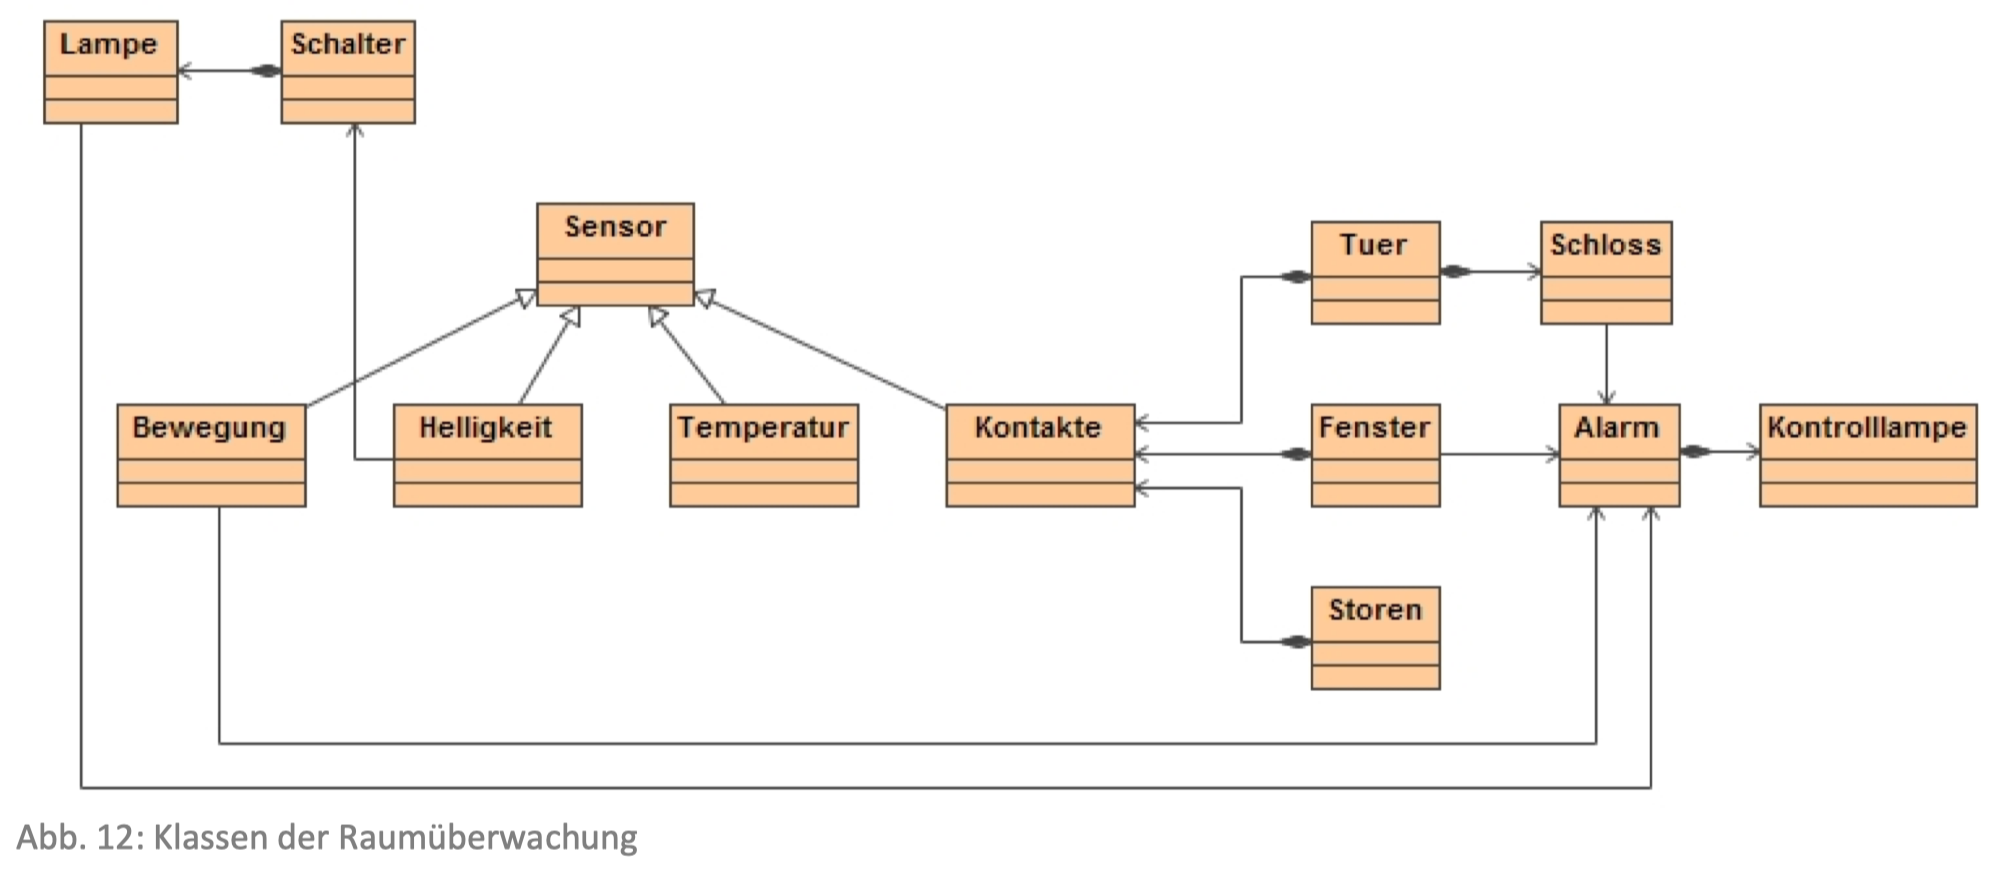 Lampe
Schalter
Sensor
Tuer
Schloss
Bewegung
Helligkeit
Temperatur
Kontakte
Fenster
Alarm
Kontrolllampe
Storen
Abb. 12: Klassen der Raumüberwachung